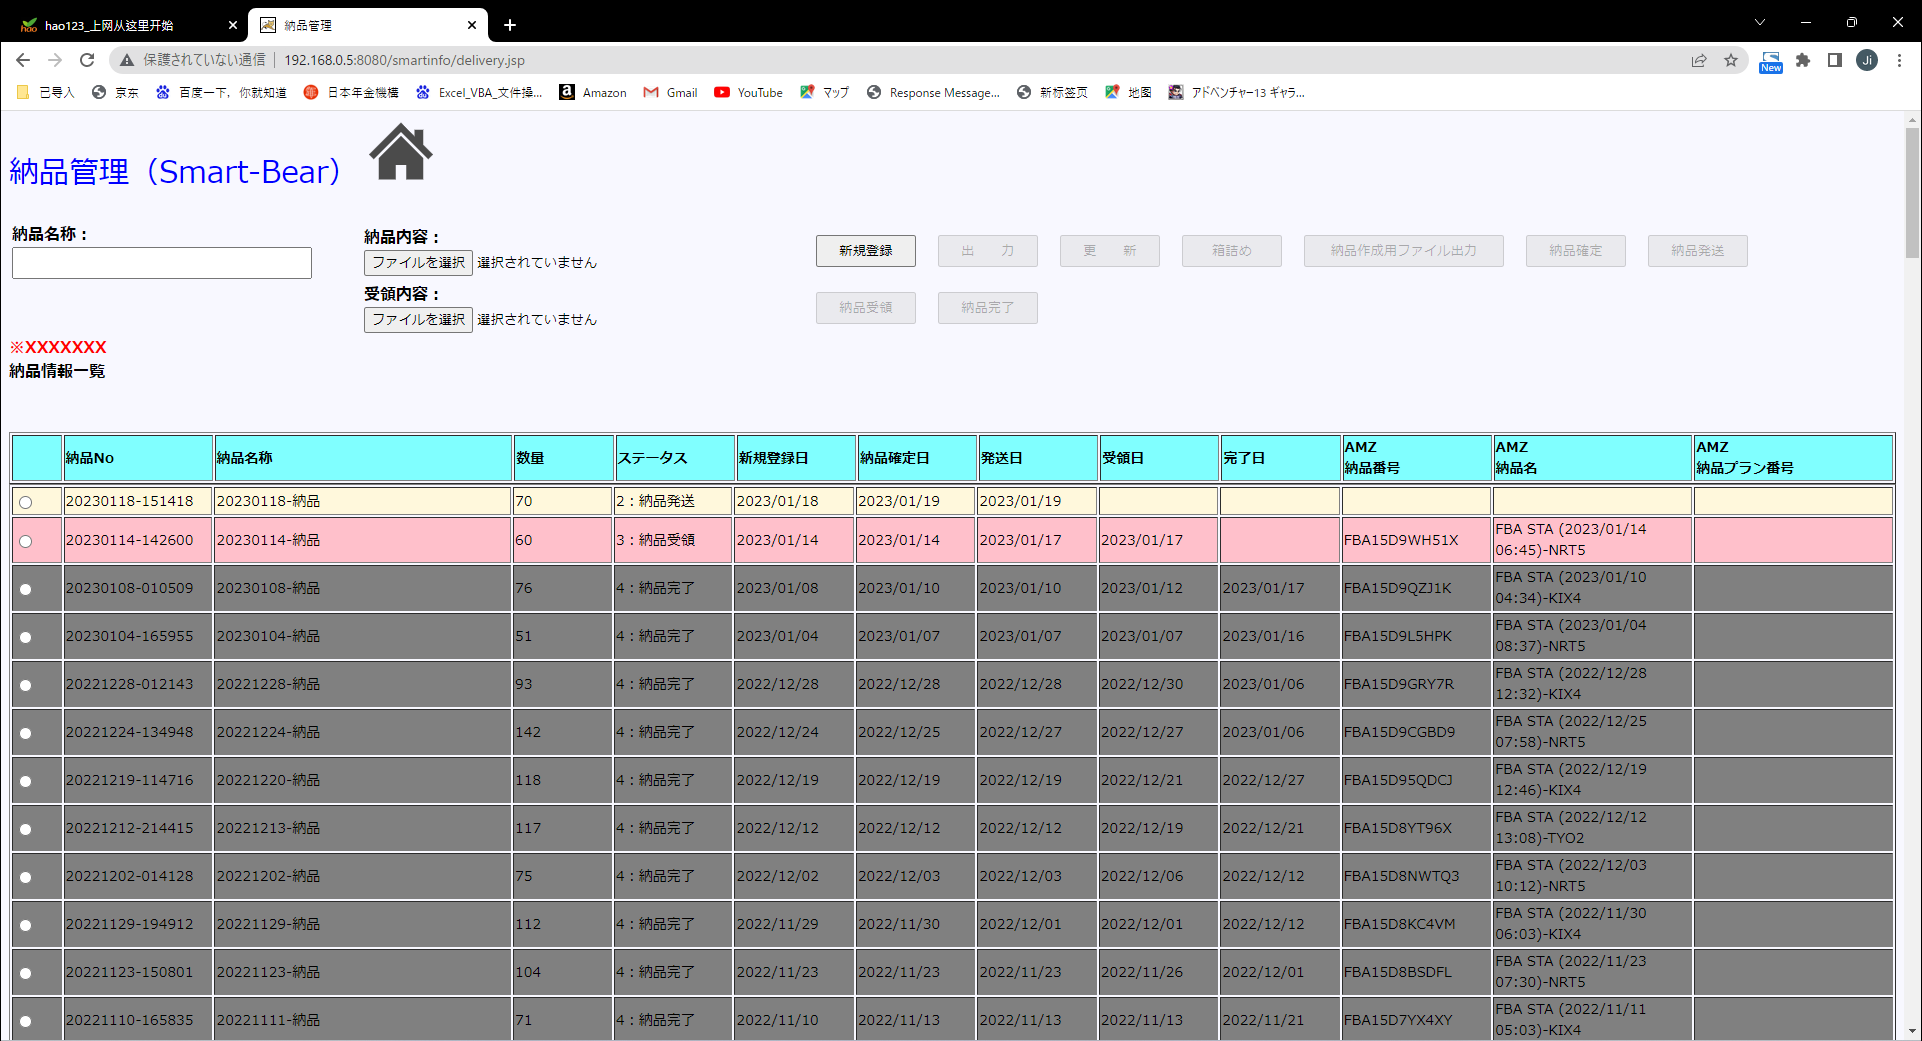 hao123_上网从这里开始
納品管理
保護されていない通信
192.168.0.5:8080/smartinfo/delivery.jsp
New
Ji
已导入
京东
百度一下，你就知道
日本年金機構
Excel_VBA_文件操...
Amazon
Gmail
YouTube
マップ
Response Message...
新标签页
地图
アドベンチャー13 ギャラ...
納品管理（Smart-Bear）
納品名称：
納品内容：
ファイルを選択 選択されていません
受領内容：
ファイルを選択 選択されていません
新規登録 出 力 更 新 箱詰め 納品作成用ファイル出力 納品確定 納品発送
納品受領 納品完了
※XXXXXXX
納品情報一覧
納品No 納品名称 数量 ステータス 新規登録日 納品確定日 発送日 受領日 完了日 AMZ 納品番号 AMZ 納品名 AMZ 納品プラン番号
20230118-151418 20230118-納品 70 2：納品発送 2023/01/18 2023/01/19 2023/01/19
20230114-142600 20230114-納品 60 3：納品受領 2023/01/14 2023/01/14 2023/01/17 2023/01/17 FBA15D9WH51X FBA STA (2023/01/14 06:45)-NRT5
20230108-010509 20230108-納品 76 4：納品完了 2023/01/08 2023/01/10 2023/01/10 2023/01/12 2023/01/17 FBA15D9QZJ1K FBA STA (2023/01/10 04:34)-KIX4
20230104-165955 20230104-納品 51 4：納品完了 2023/01/04 2023/01/07 2023/01/07 2023/01/07 2023/01/16 FBA15D9L5HPK FBA STA (2023/01/04 08:37)-NRT5
20221228-012143 20221228-納品 93 4：納品完了 2022/12/28 2022/12/28 2022/12/28 2022/12/30 2023/01/06 FBA15D9GRY7R FBA STA (2022/12/28 12:32)-KIX4
20221224-134948 20221224-納品 142 4：納品完了 2022/12/24 2022/12/25 2022/12/27 2022/12/27 2023/01/06 FBA15D9CGBD9 FBA STA (2022/12/25 07:58)-NRT5
20221219-114716 20221220-納品 118 4：納品完了 2022/12/19 2022/12/19 2022/12/19 2022/12/21 2022/12/27 FBA15D95QDCJ FBA STA (2022/12/19 12:46)-KIX4
20221212-214415 20221213-納品 117 4：納品完了 2022/12/12 2022/12/12 2022/12/12 2022/12/19 2022/12/21 FBA15D8YT96X FBA STA (2022/12/12 13:08)-TYO2
20221202-014128 20221202-納品 75 4：納品完了 2022/12/02 2022/12/03 2022/12/03 2022/12/06 2022/12/12 FBA15D8NWTQ3 FBA STA (2022/12/03 10:12)-NRT5
20221129-194912 20221129-納品 112 4：納品完了 2022/11/29 2022/11/30 2022/12/01 2022/12/01 2022/12/12 FBA15D8KC4VM FBA STA (2022/11/30 06:03)-KIX4
20221123-150801 20221123-納品 104 4：納品完了 2022/11/23 2022/11/23 2022/11/23 2022/11/26 2022/12/01 FBA15D8BSDFL FBA STA (2022/11/23 07:30)-NRT5
20221110-165835 20221111-納品 71 4：納品完了 2022/11/10 2022/11/13 2022/11/13 2022/11/13 2022/11/21 FBA15D7YX4XY FBA STA (2022/11/11 05:03)-KIX4